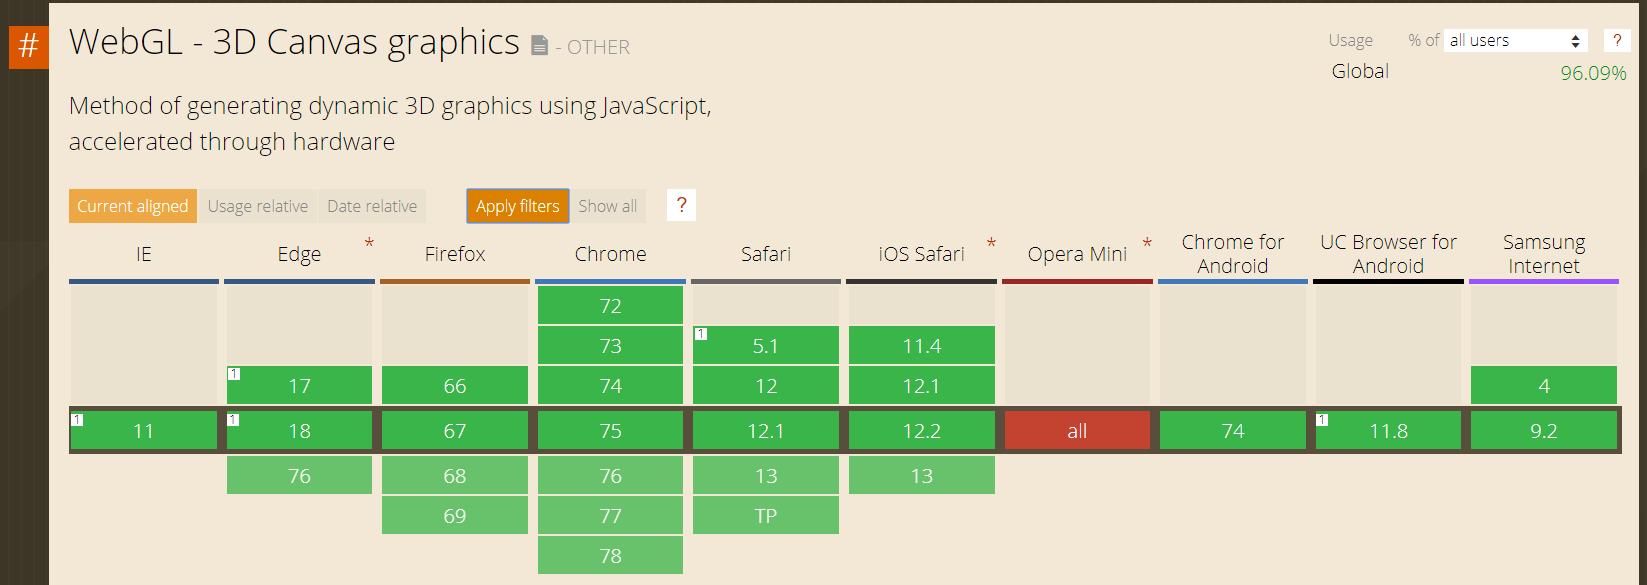 #
WebGL - 3D Canvas graphics - OTHER
Usage % of all users ?
Global 96.09%
Method of generating dynamic 3D graphics using JavaScript,
accelerated through hardware
Current aligned Usage relative Date relative Apply filters Show all ?
IE Edge * Firefox Chrome Safari iOS Safari * Opera Mini * Chrome for Android UC Browser for Android Samsung Internet
72
73 1 5.1 11.4
1 17 66 74 12 12.1 4
1 11 1 18 67 75 12.1 12.2 all 74 1 11.8 9.2
76 68 76 13 13
69 77 TP
78